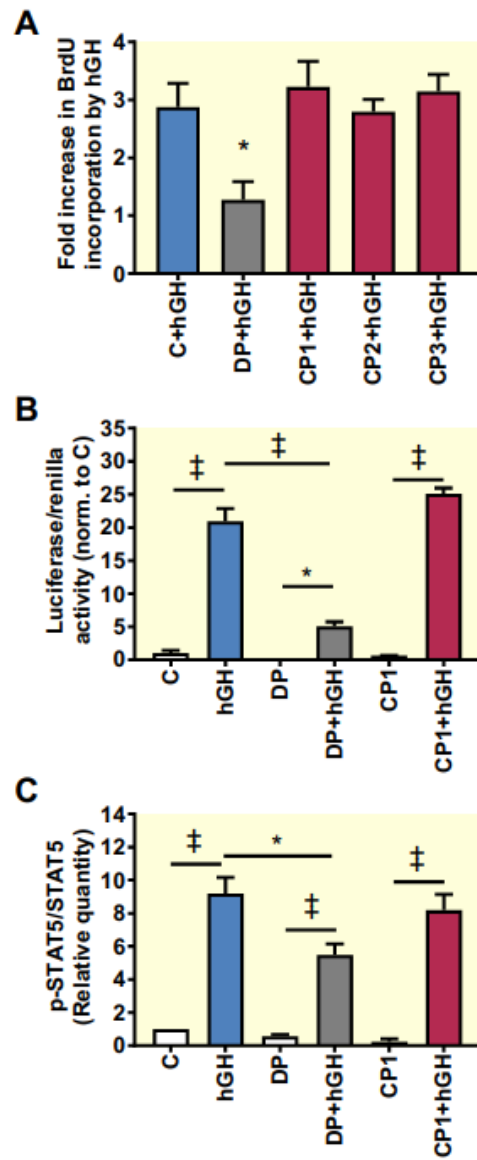 A
Fold increase in BrdU
incorporation by hGH
4
3
2
1
0
*
C+hGH
DP+hGH
CP1+hGH
CP2+hGH
CP3+hGH
B
Luciferase/renilla
activity (norm. to C)
35
30
25
20
15
10
5
0
‡
‡
*
‡
C
hGH
DP
DP+hGH
CP1
CP1+hGH
C
p-STAT5/STAT5
(Relative quantity)
14
12
10
8
6
4
2
0
‡
*
‡
‡
C
hGH
DP
DP+hGH
CP1
CP1+hGH